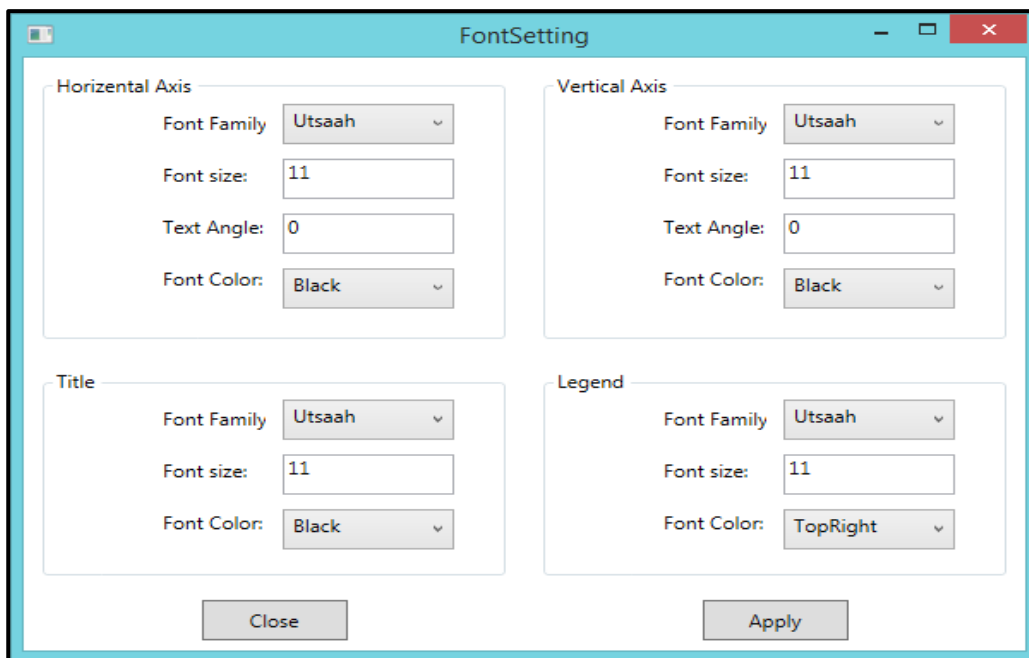 FontSetting
Horizental Axis
Font Family Utsaah
Font size: 11
Text Angle: 0
Font Color: Black
Vertical Axis
Font Family Utsaah
Font size: 11
Text Angle: 0
Font Color: Black
Title
Font Family Utsaah
Font size: 11
Font Color: Black
Legend
Font Family Utsaah
Font size: 11
Font Color: TopRight
Close
Apply